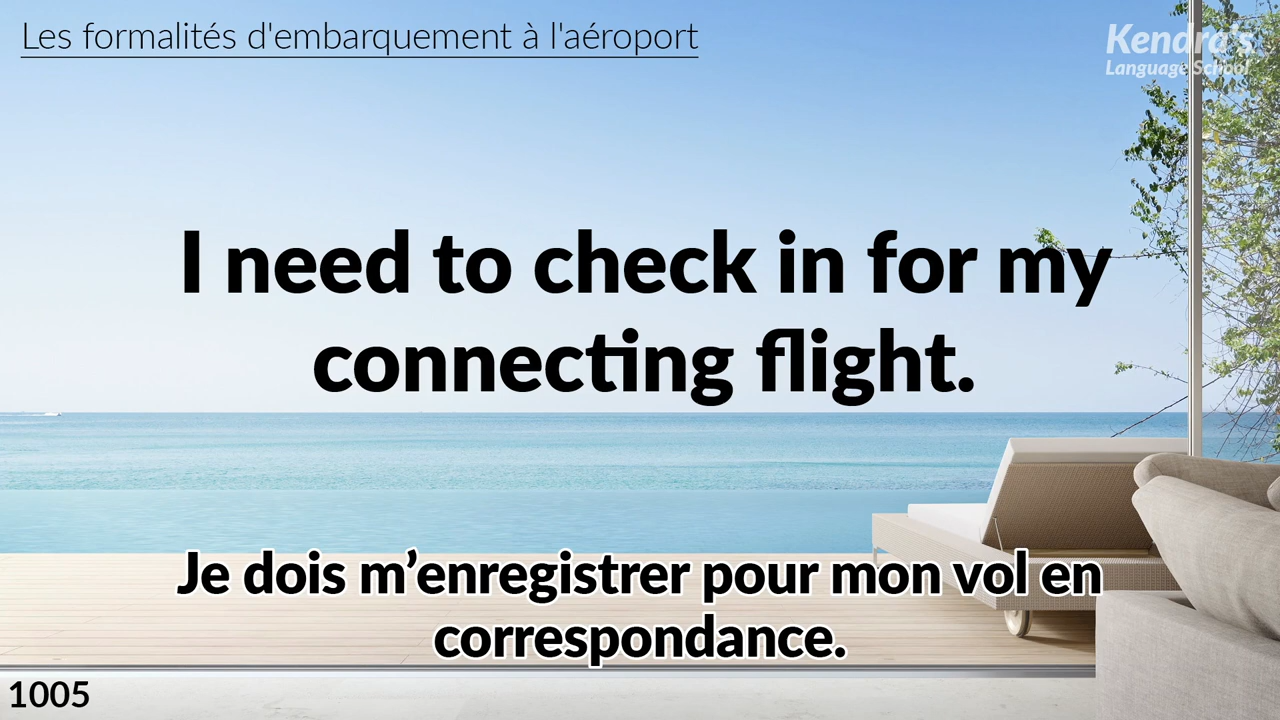 Les formalités d'embarquement à l'aéroport
Kendra's
Language School
I need to check in for my
connecting flight.
Je dois m’enregistrer pour mon vol en
correspondance.
1005